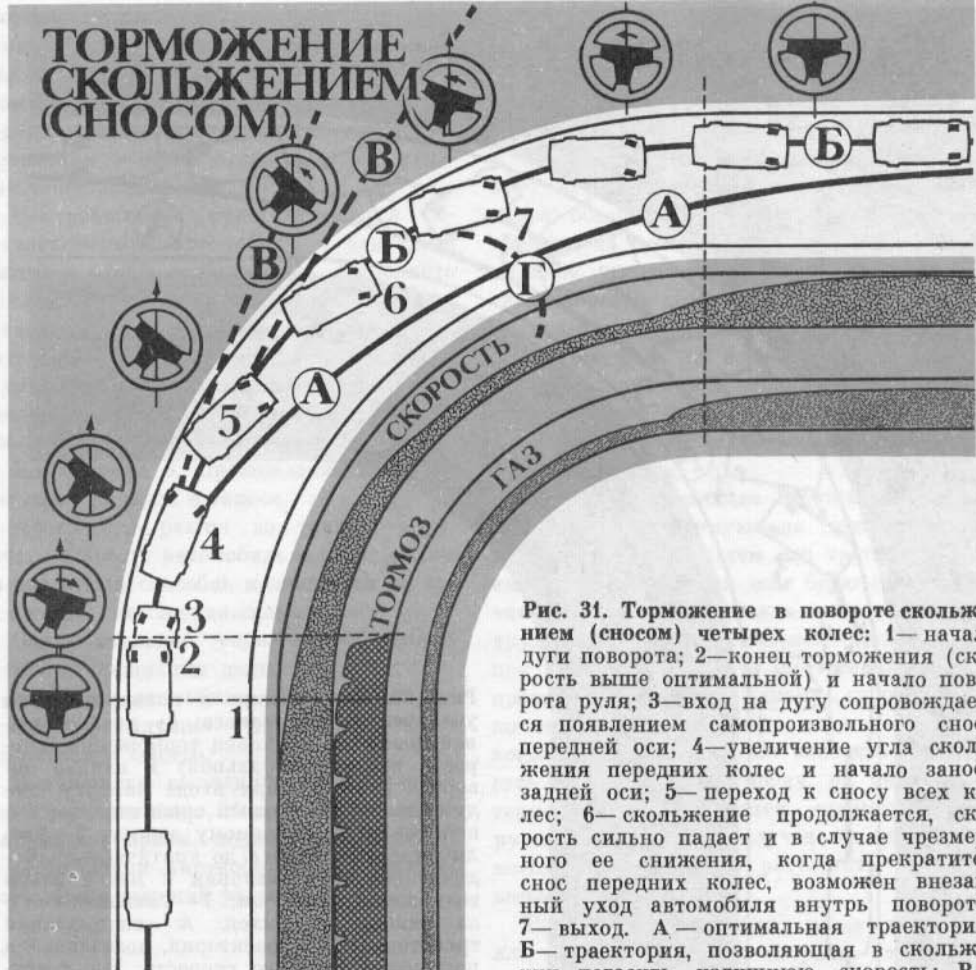 ТОРМОЖЕНИЕ
СКОЛЬЖЕНИЕМ
(СНОСОМ)
В
В
Б
А
Б
7
Г
6
А
5
4
3
2
1
СКОРОСТЬ
ГАЗ
ТОРМОЗ
Рис. 31. Торможение в повороте скольж
нием (сносом) четырех колес: 1— начал
дути поворота; 2—конец торможения (ск
рость выше оптимальной) и начало пов
рота руля; 3—вход на дугу сопровождае
ся появлением самопроизвольного снос
передней оси; 4—увеличение угла сколь
жения передних колес и начало занос
задней оси; 5—переход к сносу всех к
лес; 6—скольжение продолжается, ск
рость сильно падает и в случае чрезме
ного ее снижения, когда прекратитс
снос передних колес, возможен внеза
ный уход автомобиля внутрь поворот
7—выход. А—оптимальная траектори
Б—траектория, позволяющая в скольж